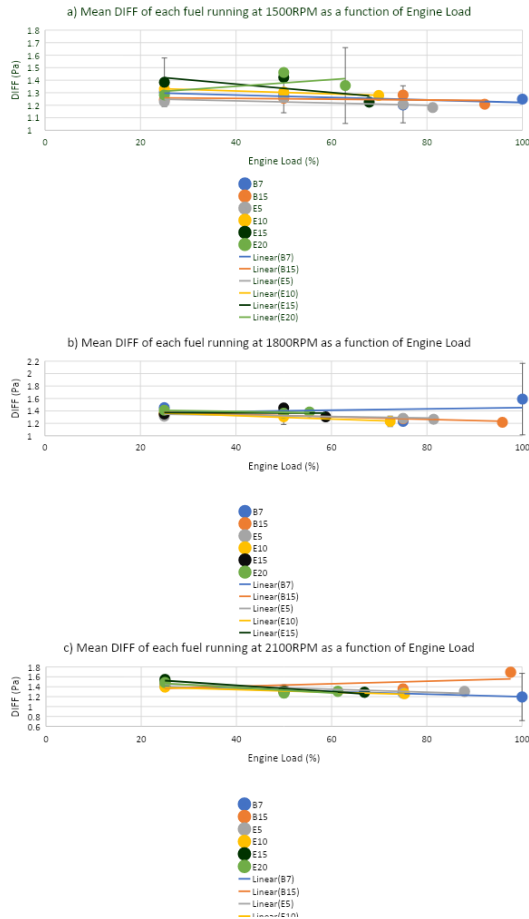 a) Mean DIFF of each fuel running at 1500RPM as a function of Engine Load
DIFF (Pa)
1.8
1.7
1.6
1.5
1.4
1.3
1.2
1.1
1
0 20 40 60 80 100
Engine Load (%)
B7
B15
E5
E10
E15
E20
Linear(B7)
Linear(B15)
Linear(E5)
Linear(E10)
Linear(E15)
Linear(E20)
b) Mean DIFF of each fuel running at 1800RPM as a function of Engine Load
DIFF (Pa)
2.2
2
1.8
1.6
1.4
1.2
1
0 20 40 60 80 100
Engine Load (%)
B7
B15
E5
E10
E15
E20
Linear(B7)
Linear(B15)
Linear(E5)
Linear(E10)
Linear(E15)
c) Mean DIFF of each fuel running at 2100RPM as a function of Engine Load
DIFF (Pa)
1.8
1.6
1.4
1.2
1
0.8
0.6
0 20 40 60 80 100
Engine Load (%)
B7
B15
E5
E10
E15
E20
Linear(B7)
Linear(B15)
Linear(E5)
Linear(E10)